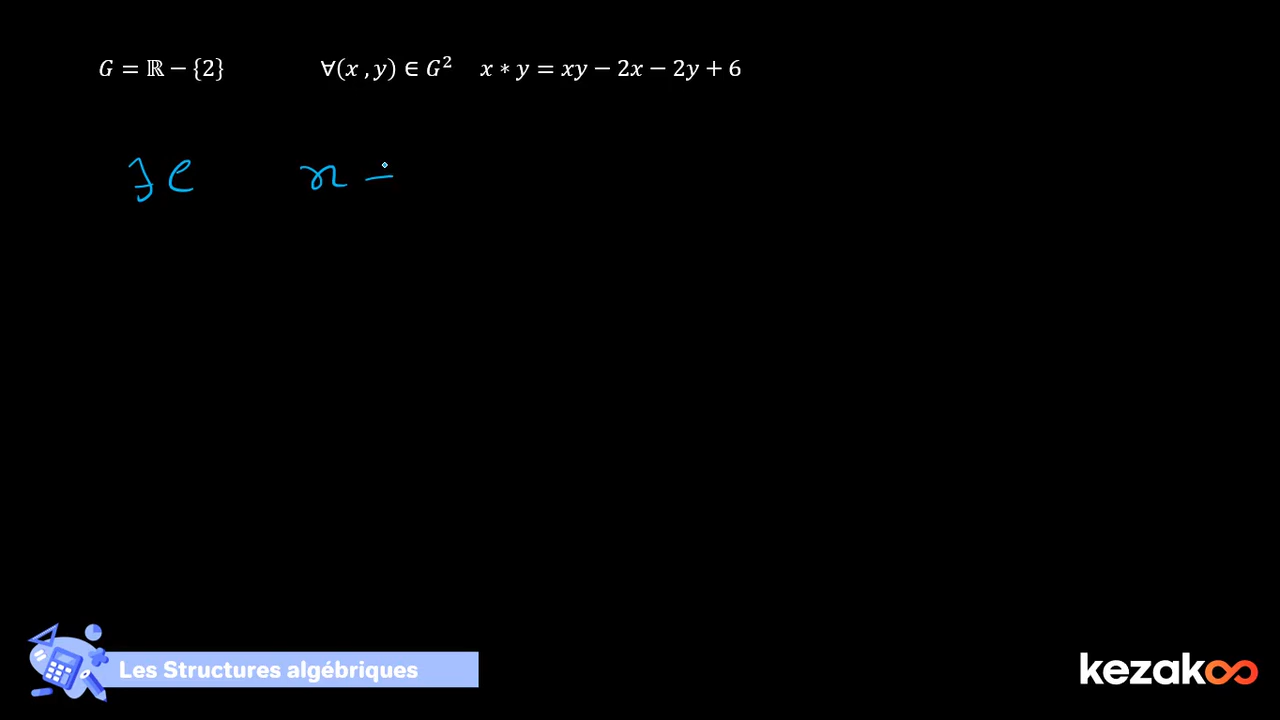 G = ℝ − {2} ∀(x , y) ∈ G² x ∗ y = xy − 2x − 2y + 6
∃ e x −
Les Structures algébriques
kezakoo